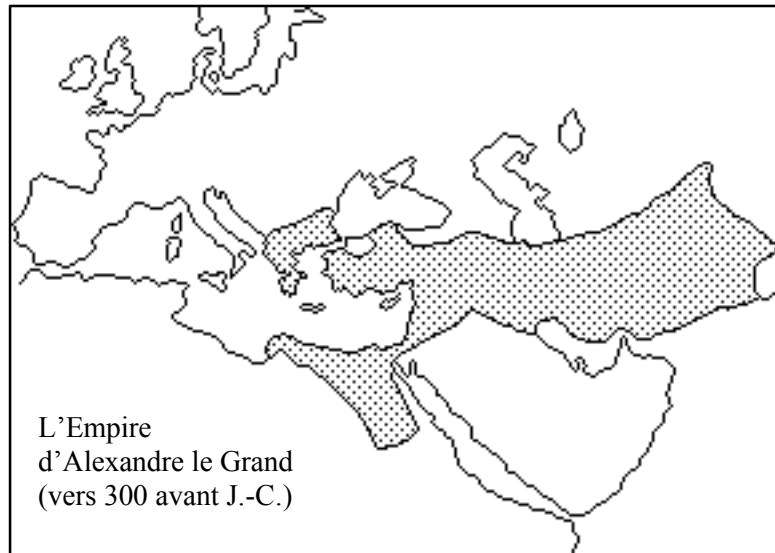 L’Empire
d’Alexandre le Grand
(vers 300 avant J.-C.)